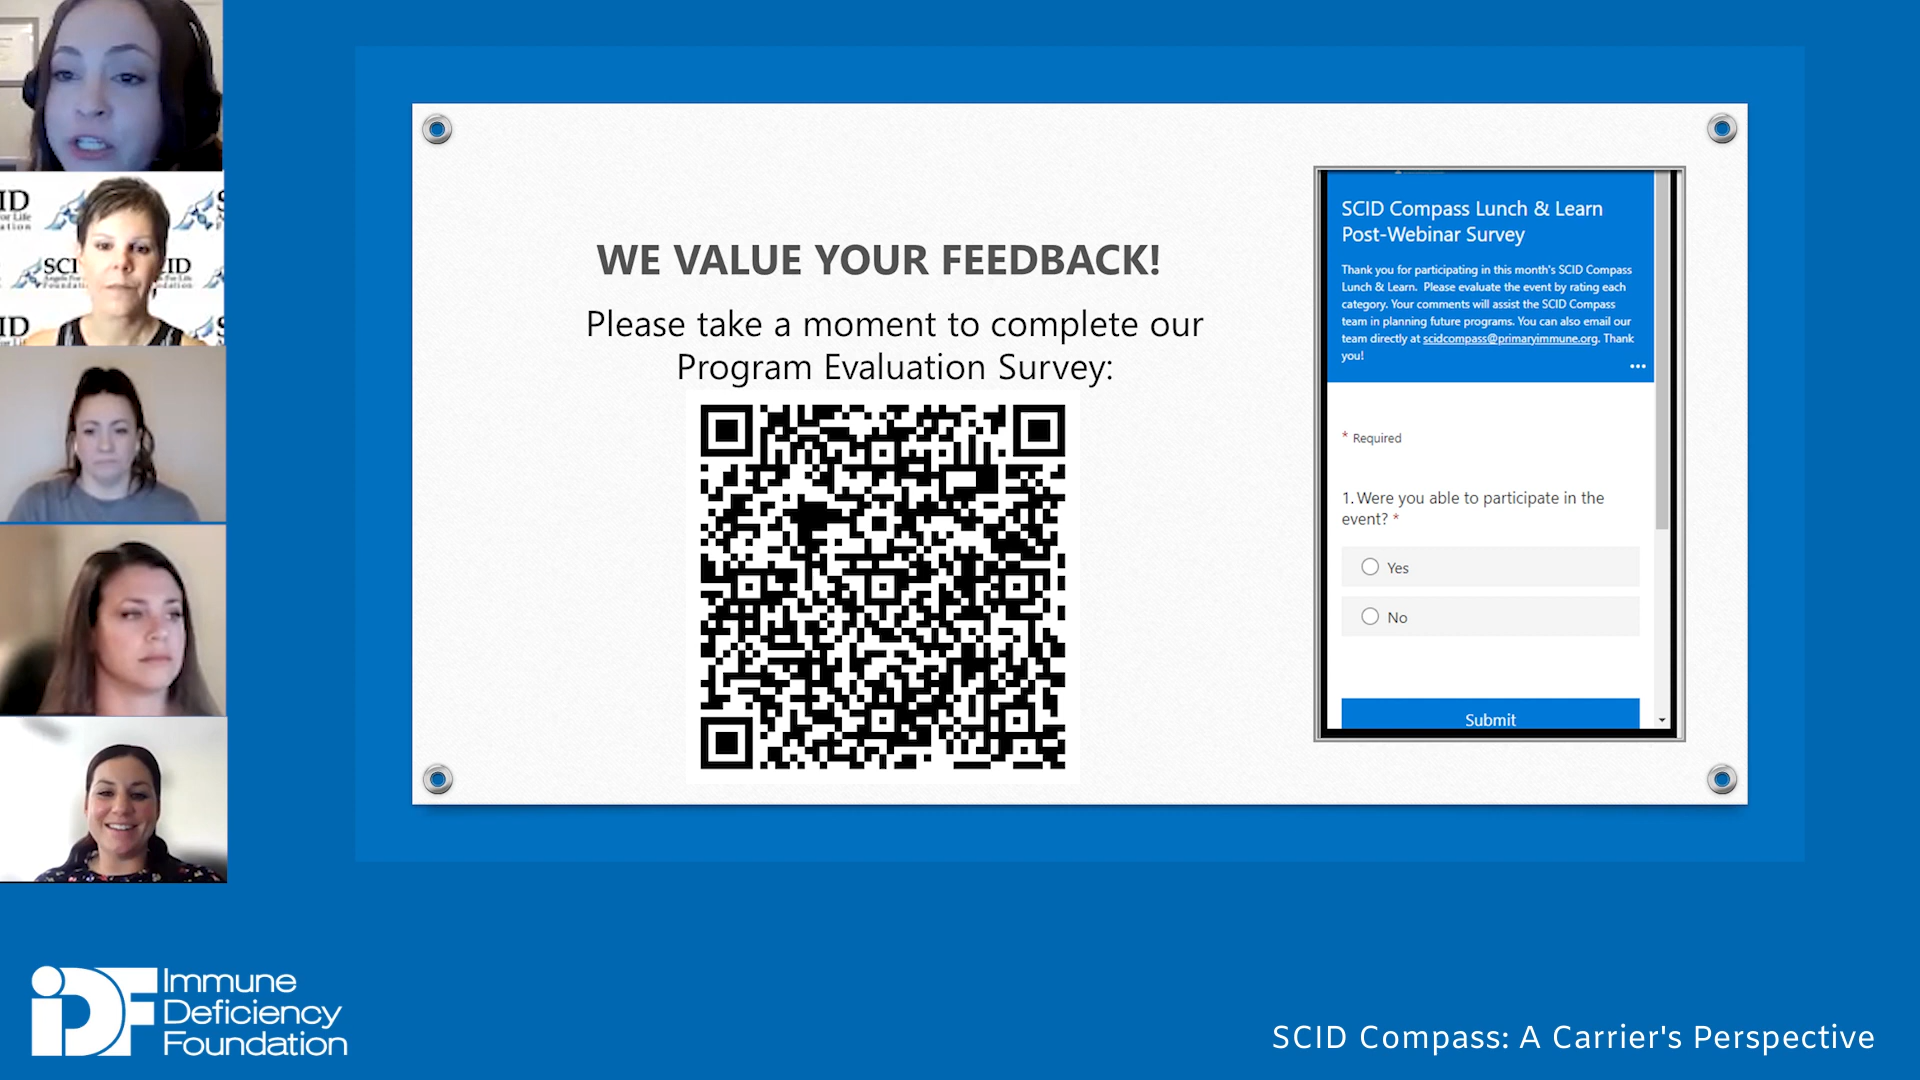 WE VALUE YOUR FEEDBACK!
Please take a moment to complete our
Program Evaluation Survey:
SCID Compass Lunch & Learn
Post-Webinar Survey
Thank you for participating in this month's SCID Compass
Lunch & Learn. Please evaluate the event by rating each
category. Your comments will assist the SCID Compass
team in planning future programs. You can also email our
team directly at scidcompass@primaryimmune.org. Thank
you!
* Required
1. Were you able to participate in the
event? *
Yes
No
Submit
iDF Immune
Deficiency
Foundation
SCID Compass: A Carrier's Perspective